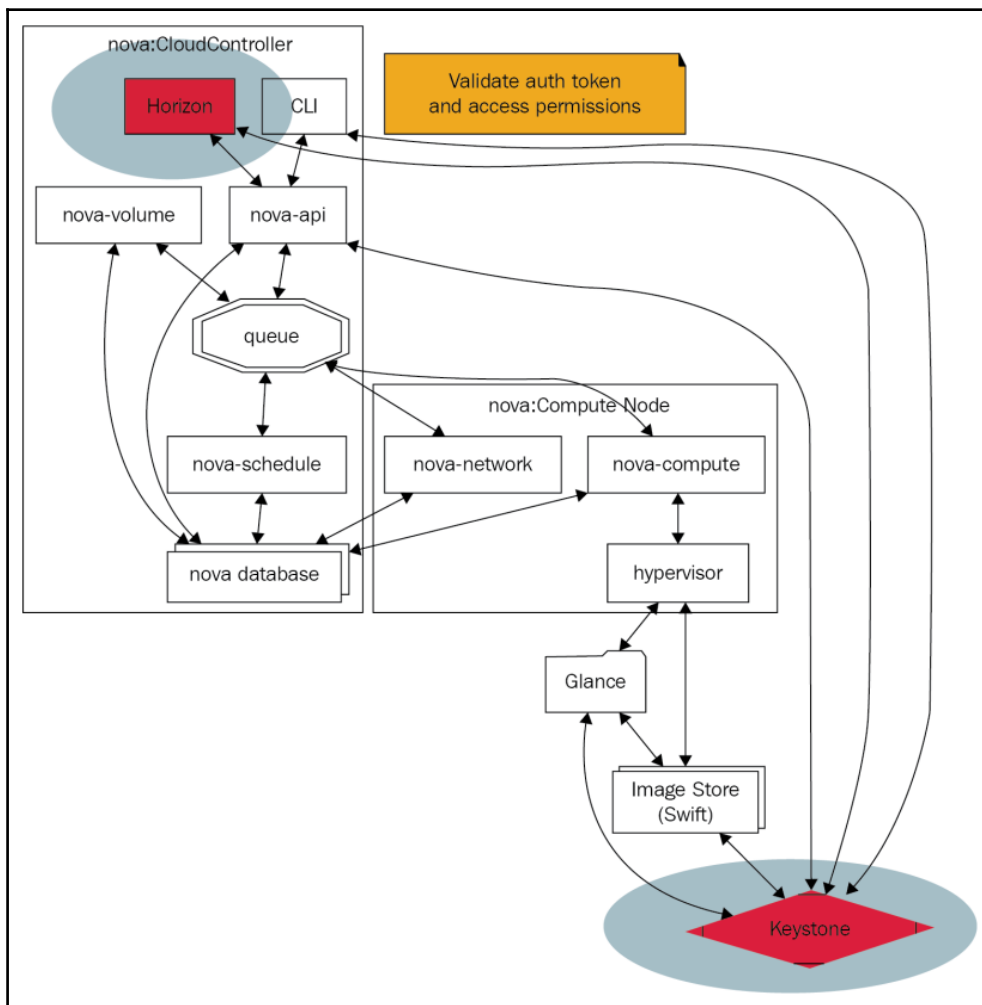 nova:CloudController
Horizon
CLI
Validate auth token
and access permissions
nova-volume
nova-api
queue
nova:Compute Node
nova-schedule
nova-network
nova-compute
nova database
hypervisor
Glance
Image Store
(Swift)
Keystone